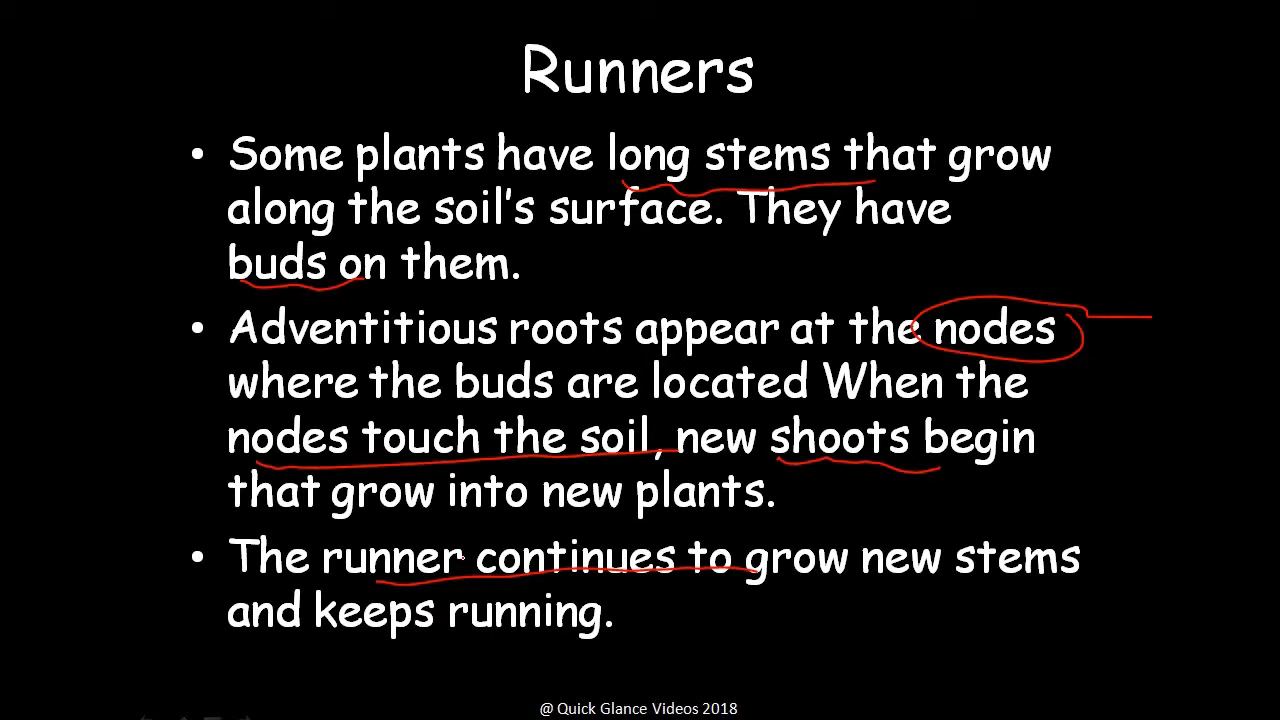 Runners
• Some plants have long stems that grow
along the soil's surface. They have
buds on them.
• Adventitious roots appear at the nodes
where the buds are located When the
nodes touch the soil, new shoots begin
that grow into new plants.
• The runner continues to grow new stems
and keeps running.
@ Quick Glance Videos 2018